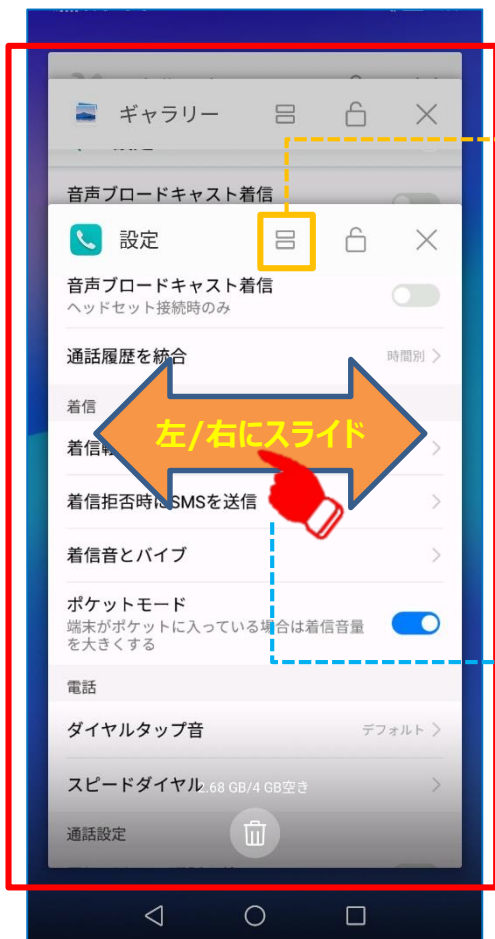 ギャラリー
音声ブロードキャスト着信
設定
音声ブロードキャスト着信
ヘッドセット接続時のみ
通話履歴を統合 時間別
着信
左/右にスライド
着信
着信拒否時にSMSを送信
着信音とバイブ
ポケットモード
端末がポケットに入っている場合は着信音量
を大きくする
電話
ダイヤルタップ音 デフォルト
スピードダイヤル
2.68 GB/4 GB空き
通話設定